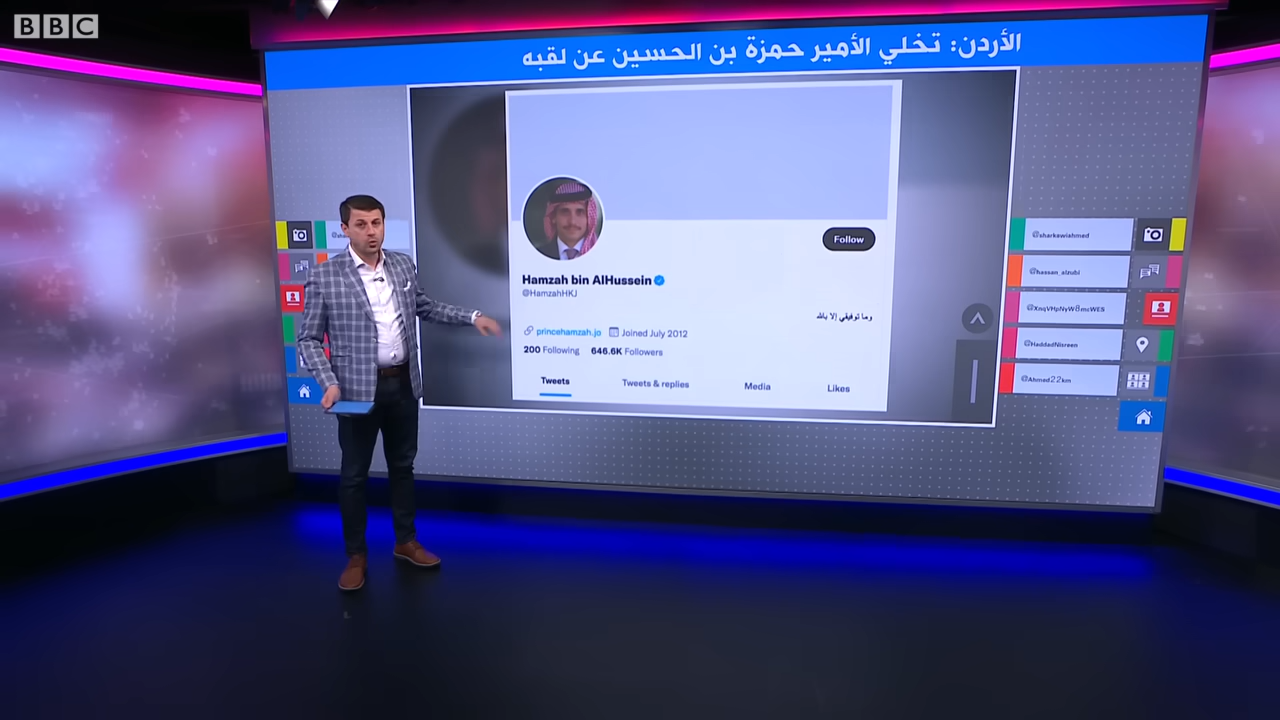 BBC
الأردن: تخلي الأمير حمزة بن الحسين عن لقبه
Follow
Hamzah bin AlHussein
@HamzahHKJ
وما توفيقي إلا بالله
princehamzah.jo Joined July 2012
200 Following 646.6K Followers
Tweets Tweets & replies Media Likes
@sharkawiahmed
@hassan_alzubi
@XnqVHpNyW8mcWES
@HaddadNisreen
@Ahmad22km